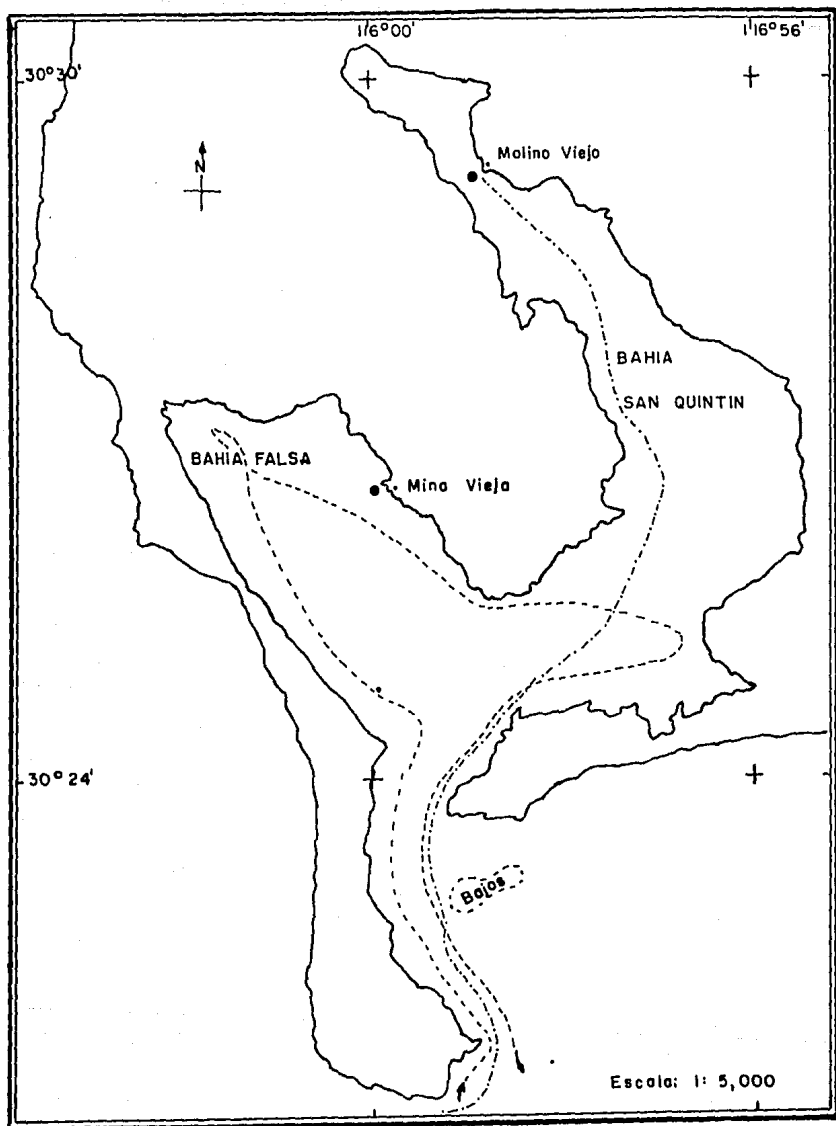 116°00'
116°56'
30°30'
N
Molino Viejo
BAHIA
SAN QUINTIN
BAHIA FALSA
Mina Vieja
30°24'
Bajos
Escala: 1: 5,000